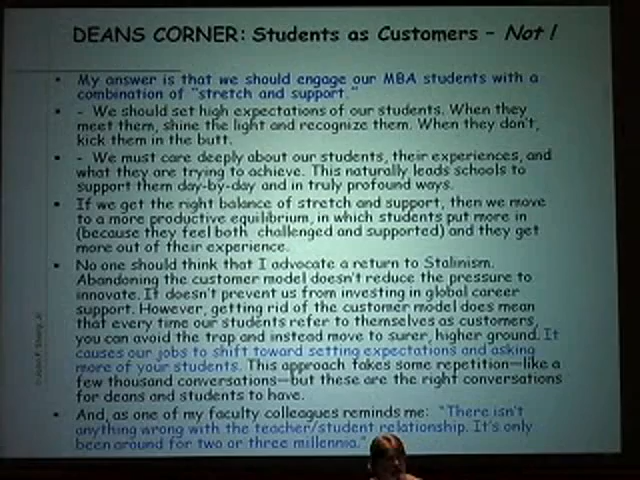 DEANS CORNER: Students as Customers – Not !
• My answer is that we should engage our MBA students with a
combination of "stretch and support."
• - We should set high expectations of our students. When they
meet them, shine the light and recognize them. When they don't,
kick them in the butt.
• - We must care deeply about our students, their experiences, and
what they are trying to achieve. This naturally leads schools to
support them day-by-day and in truly profound ways.
• If we get the right balance of stretch and support, then we move
to a more productive equilibrium, in which students put more in
(because they feel both challenged and supported) and they get
more out of their experience.
• No one should think that I advocate a return to Stalinism.
Abandoning the customer model doesn't reduce the pressure to
innovate. It doesn't prevent us from investing in global career
support. However, getting rid of the customer model does mean
that every time our students refer to themselves as customers,
you can avoid the trap and instead move to surer, higher ground. It
causes our jobs to shift toward setting expectations and asking
more of your students. This approach takes some repetition—like a
few thousand conversations—but these are the right conversations
for deans and students to have.
• And, as one of my faculty colleagues reminds me: "There isn't
anything wrong with the teacher/student relationship. It's only
been around for two or three millennia."